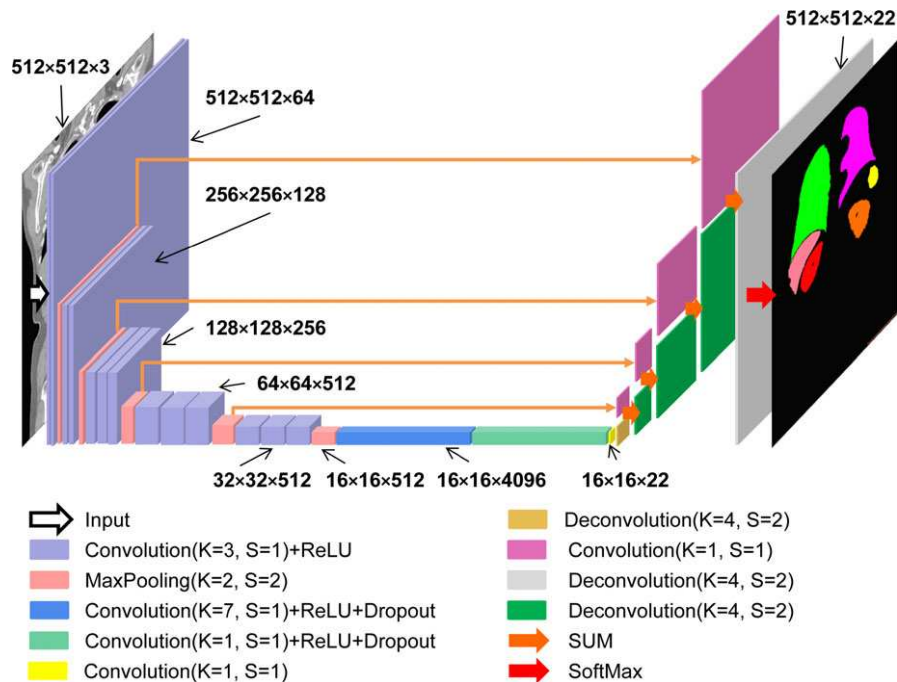 512×512×3
512×512×22
512×512×64
256×256×128
128×128×256
64×64×512
32×32×512
16×16×512
16×16×4096
16×16×22
Input
Convolution(K=3, S=1)+ReLU
MaxPooling(K=2, S=2)
Convolution(K=7, S=1)+ReLU+Dropout
Convolution(K=1, S=1)+ReLU+Dropout
Convolution(K=1, S=1)
Deconvolution(K=4, S=2)
Convolution(K=1, S=1)
Deconvolution(K=4, S=2)
Deconvolution(K=4, S=2)
SUM
SoftMax